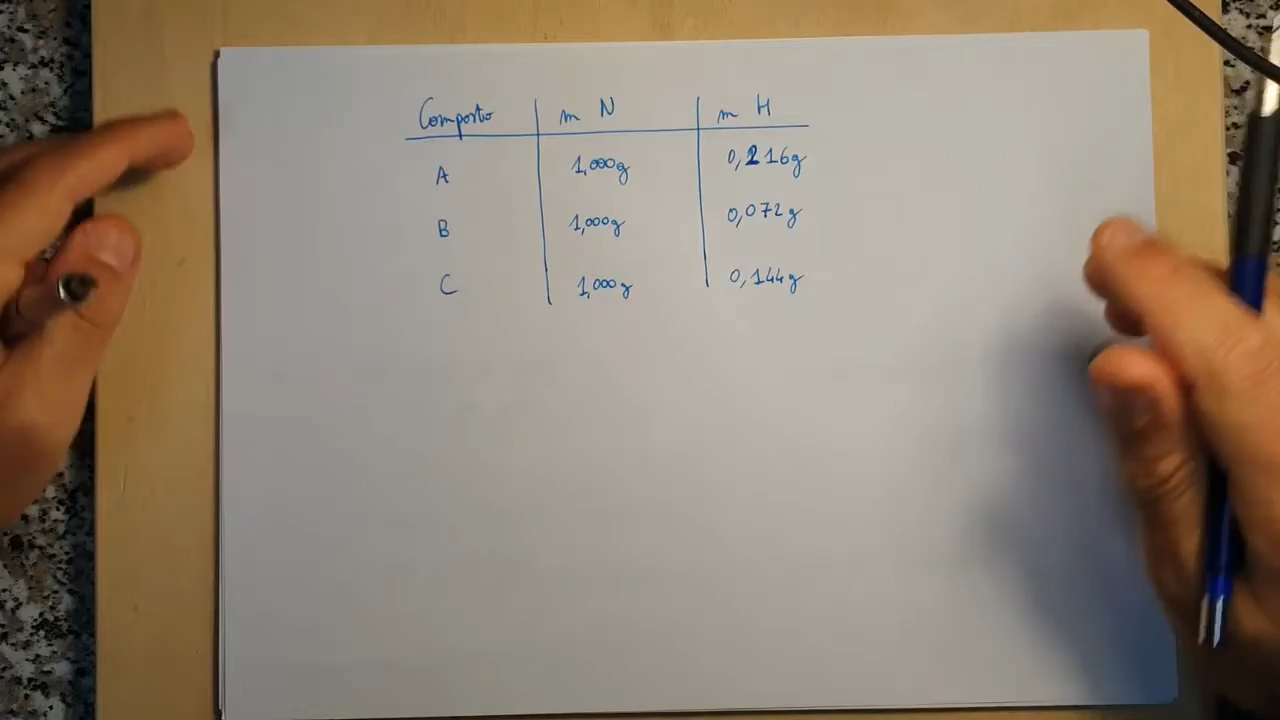 Composto m N m H
A 1,000g 0,216g
B 1,000g 0,072g
C 1,000g 0,144g